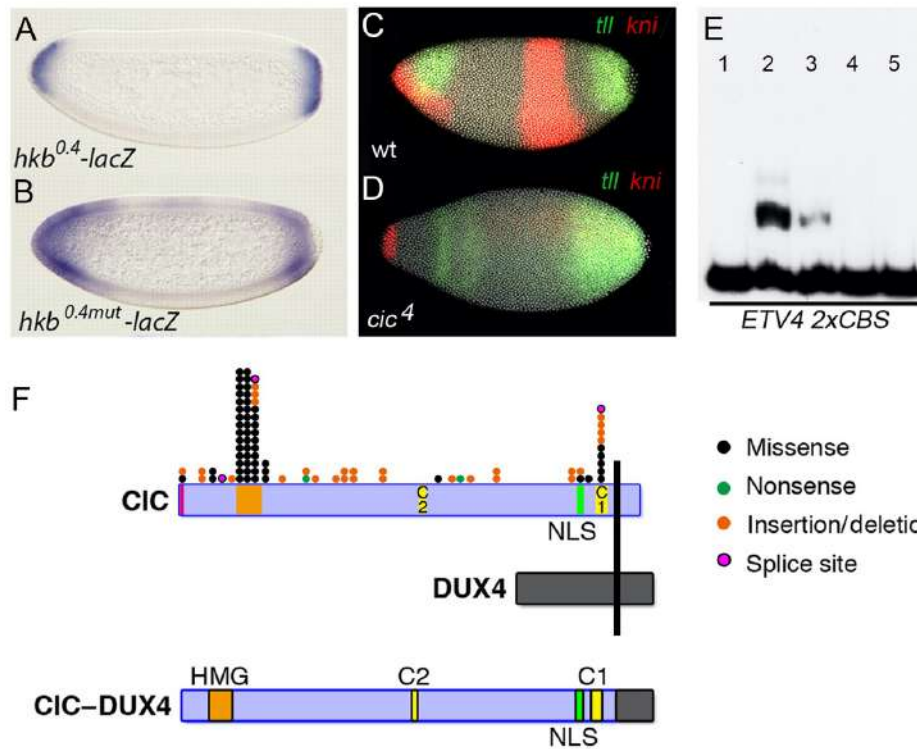 A
hkb0.4-lacZ
B
hkb0.4mut-lacZ
C
tll kni
wt
D
tll kni
cic4
E
1 2 3 4 5
ETV4 2xCBS
F
CIC
C2
NLS
C1
Missense
Nonsense
Insertion/deletic
Splice site
DUX4
HMG
C2
C1
CIC–DUX4
NLS